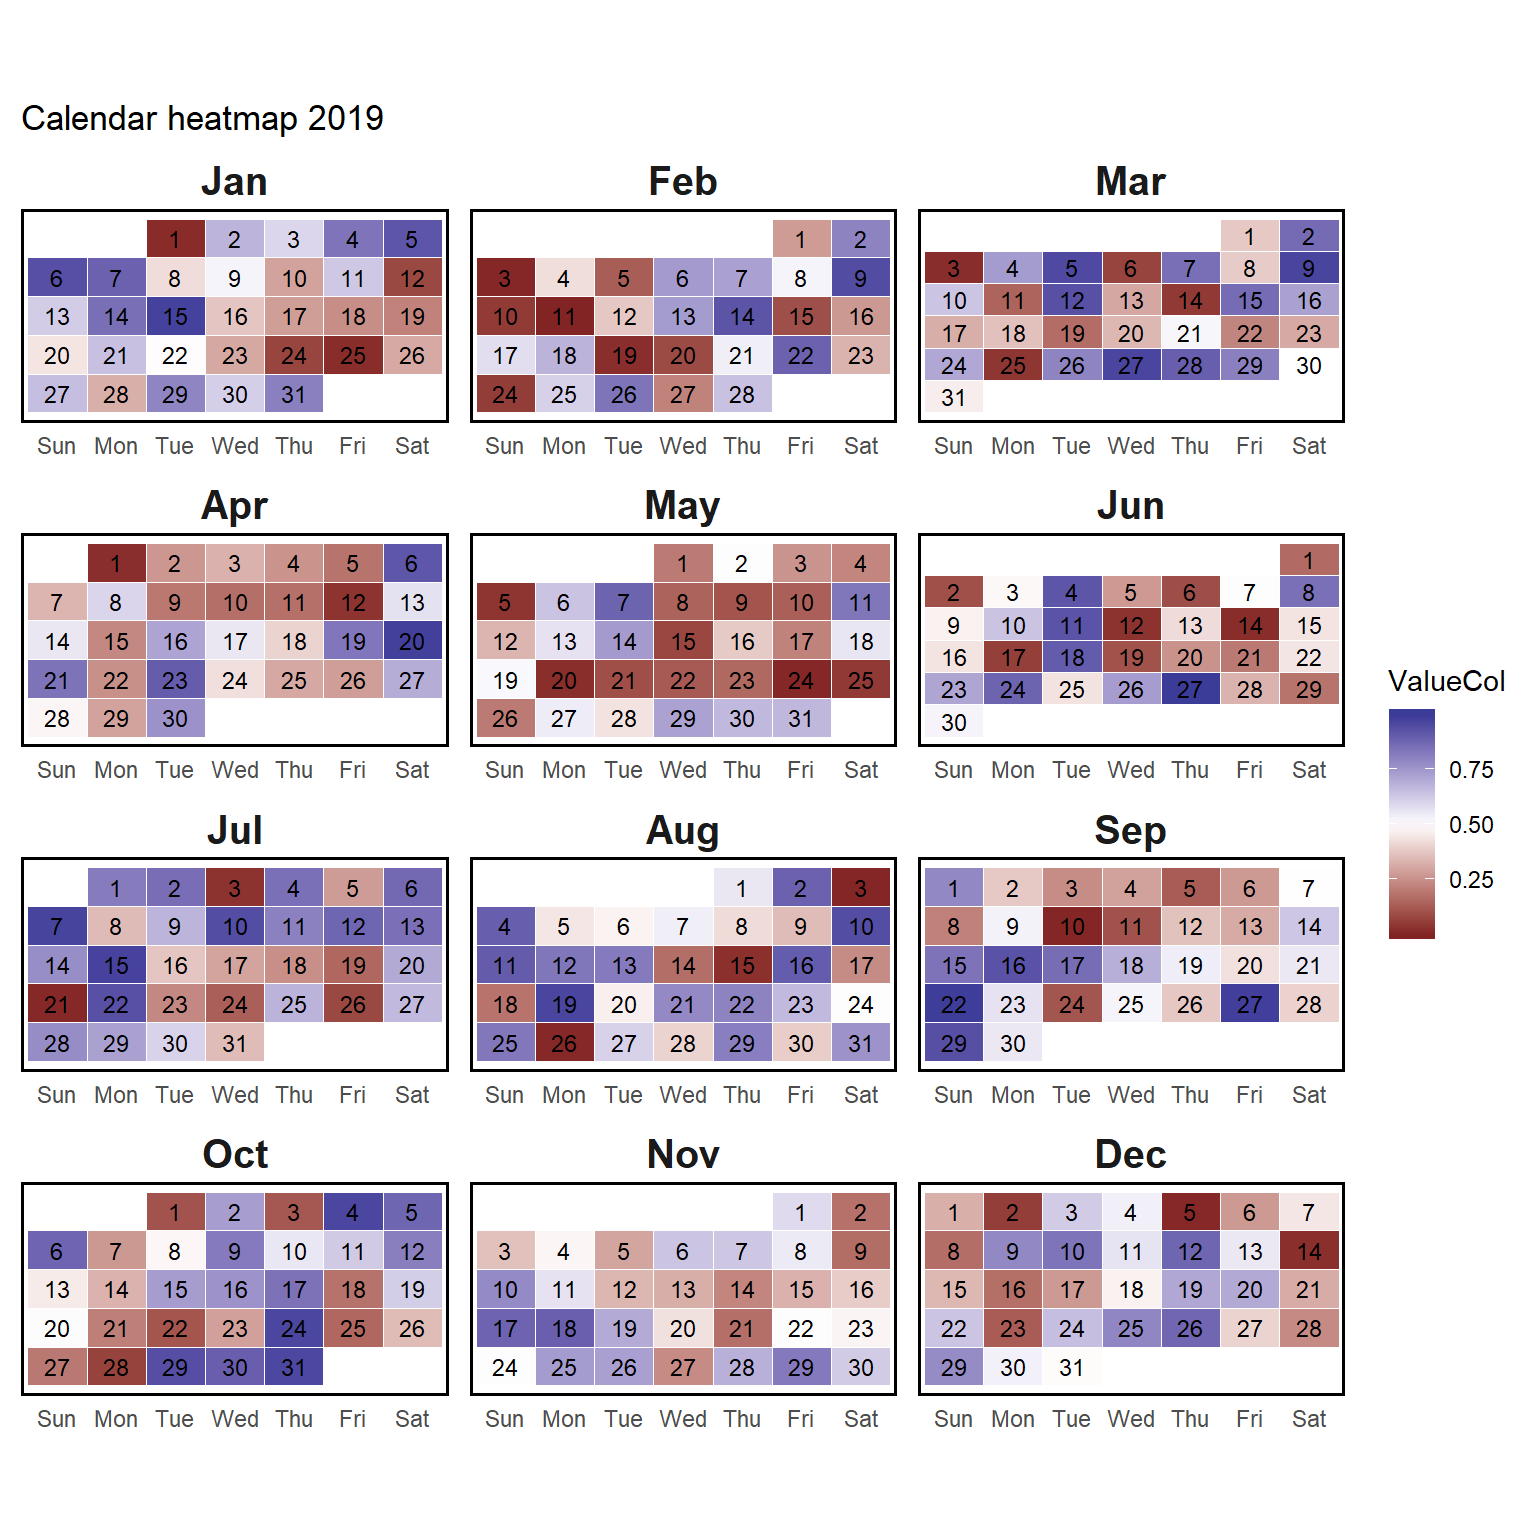 Calendar heatmap 2019
Jan Feb Mar
1 2 3 4 5 1 2 1 2
6 7 8 9 10 11 12 3 4 5 6 7 8 9 3 4 5 6 7 8 9
13 14 15 16 17 18 19 10 11 12 13 14 15 16 10 11 12 13 14 15 16
20 21 22 23 24 25 26 17 18 19 20 21 22 23 17 18 19 20 21 22 23
27 28 29 30 31 24 25 26 27 28 24 25 26 27 28 29 30
31
Sun Mon Tue Wed Thu Fri Sat Sun Mon Tue Wed Thu Fri Sat Sun Mon Tue Wed Thu Fri Sat
Apr May Jun
1 2 3 4 5 6 1 2 3 4 1
7 8 9 10 11 12 13 5 6 7 8 9 10 11 2 3 4 5 6 7 8
14 15 16 17 18 19 20 12 13 14 15 16 17 18 9 10 11 12 13 14 15
21 22 23 24 25 26 27 19 20 21 22 23 24 25 16 17 18 19 20 21 22
28 29 30 26 27 28 29 30 31 23 24 25 26 27 28 29
30
Sun Mon Tue Wed Thu Fri Sat Sun Mon Tue Wed Thu Fri Sat Sun Mon Tue Wed Thu Fri Sat
Jul Aug Sep
1 2 3 4 5 6 1 2 3 1 2 3 4 5 6 7
7 8 9 10 11 12 13 4 5 6 7 8 9 10 8 9 10 11 12 13 14
14 15 16 17 18 19 20 11 12 13 14 15 16 17 15 16 17 18 19 20 21
21 22 23 24 25 26 27 18 19 20 21 22 23 24 22 23 24 25 26 27 28
28 29 30 31 25 26 27 28 29 30 31 29 30
Sun Mon Tue Wed Thu Fri Sat Sun Mon Tue Wed Thu Fri Sat Sun Mon Tue Wed Thu Fri Sat
Oct Nov Dec
1 2 3 4 5 1 2 1 2 3 4 5 6 7
6 7 8 9 10 11 12 3 4 5 6 7 8 9 8 9 10 11 12 13 14
13 14 15 16 17 18 19 10 11 12 13 14 15 16 15 16 17 18 19 20 21
20 21 22 23 24 25 26 17 18 19 20 21 22 23 22 23 24 25 26 27 28
27 28 29 30 31 24 25 26 27 28 29 30 29 30 31
Sun Mon Tue Wed Thu Fri Sat Sun Mon Tue Wed Thu Fri Sat Sun Mon Tue Wed Thu Fri Sat
ValueCol
0.75
0.50
0.25